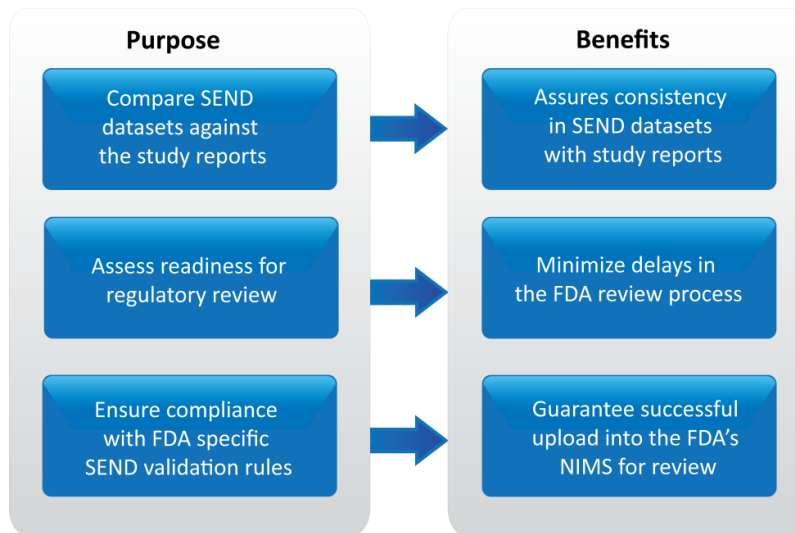 Purpose
Compare SEND
datasets against
the study reports
Assess readiness for
regulatory review
Ensure compliance
with FDA specific
SEND validation rules
Benefits
Assures consistency
in SEND datasets
with study reports
Minimize delays in
the FDA review process
Guarantee successful
upload into the FDA’s
NIMS for review